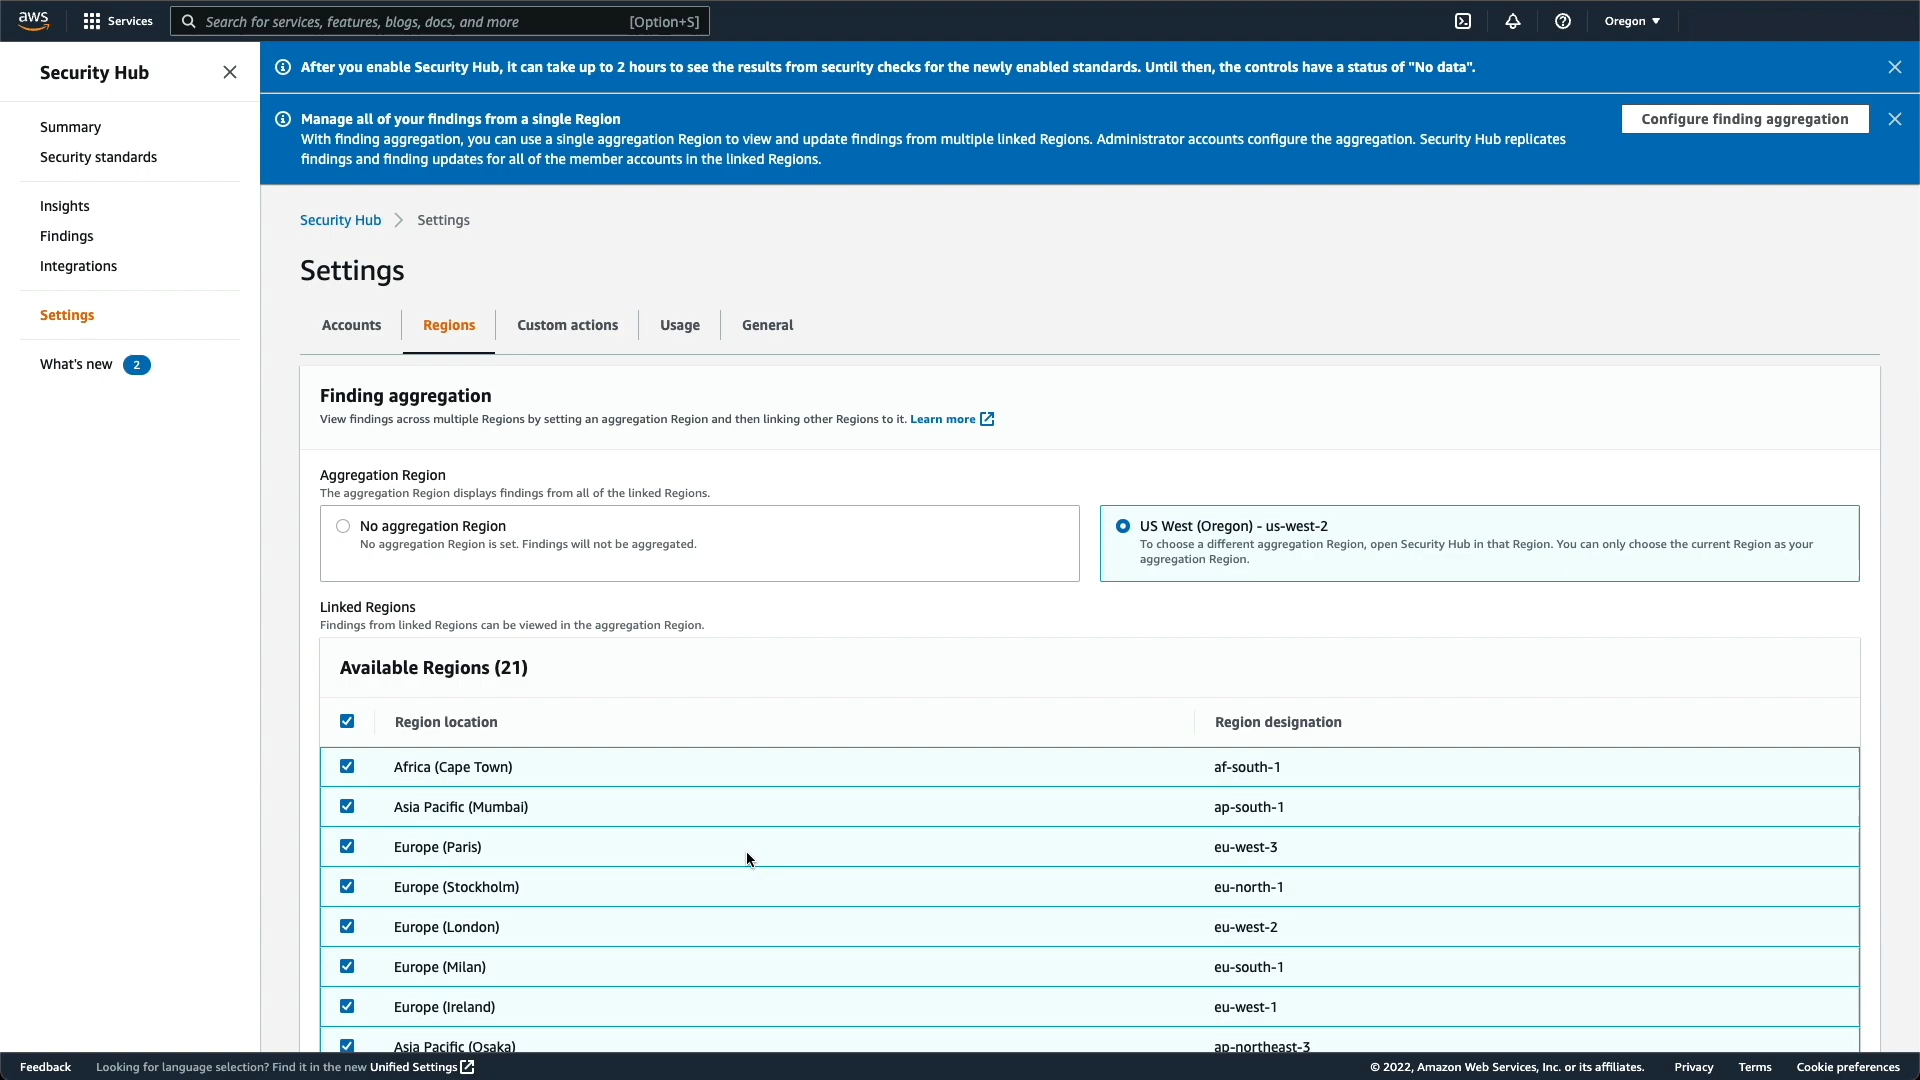 aws
Services
Search for services, features, blogs, docs, and more
[Option+S]
Oregon
Security Hub
Summary
Security standards
Insights
Findings
Integrations
Settings
What's new 2
After you enable Security Hub, it can take up to 2 hours to see the results from security checks for the newly enabled standards. Until then, the controls have a status of "No data".
Manage all of your findings from a single Region
With finding aggregation, you can use a single aggregation Region to view and update findings from multiple linked Regions. Administrator accounts configure the aggregation. Security Hub replicates
findings and finding updates for all of the member accounts in the linked Regions.
Configure finding aggregation
Security Hub Settings
Settings
Accounts Regions Custom actions Usage General
Finding aggregation
View findings across multiple Regions by setting an aggregation Region and then linking other Regions to it. Learn more
Aggregation Region
The aggregation Region displays findings from all of the linked Regions.
No aggregation Region
No aggregation Region is set. Findings will not be aggregated.
US West (Oregon) - us-west-2
To choose a different aggregation Region, open Security Hub in that Region. You can only choose the current Region as your
aggregation Region.
Linked Regions
Findings from linked Regions can be viewed in the aggregation Region.
Available Regions (21)
Region location Region designation
Africa (Cape Town) af-south-1
Asia Pacific (Mumbai) ap-south-1
Europe (Paris) eu-west-3
Europe (Stockholm) eu-north-1
Europe (London) eu-west-2
Europe (Milan) eu-south-1
Europe (Ireland) eu-west-1
Asia Pacific (Osaka) ap-northeast-3
Feedback Looking for language selection? Find it in the new Unified Settings
© 2022, Amazon Web Services, Inc. or its affiliates. Privacy Terms Cookie preferences